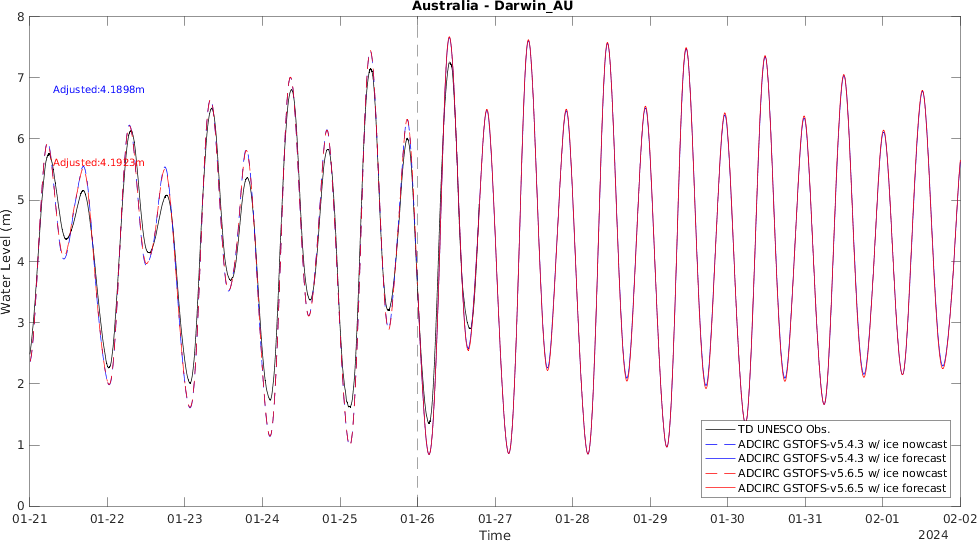 Australia - Darwin_AU
8
7
6
5
4
3
2
1
0
Water Level (m)
Adjusted:4.1898m
Adjusted:4.1923m
TD UNESCO Obs.
ADCIRC GSTOFS-v5.4.3 w/ ice nowcast
ADCIRC GSTOFS-v5.4.3 w/ ice forecast
ADCIRC GSTOFS-v5.6.5 w/ ice nowcast
ADCIRC GSTOFS-v5.6.5 w/ ice forecast
01-21 01-22 01-23 01-24 01-25 01-26 01-27 01-28 01-29 01-30 01-31 02-01 02-02
Time
2024